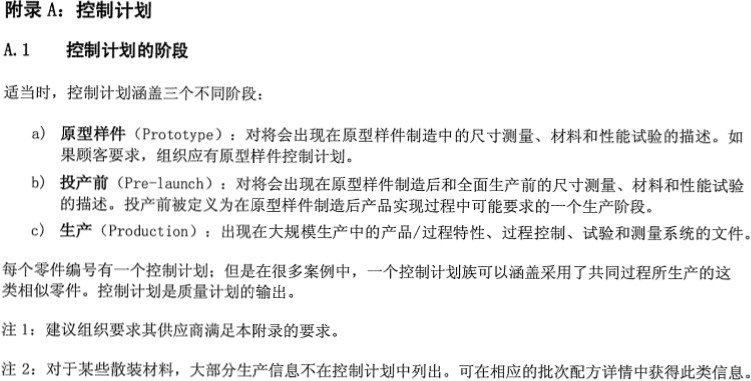 附录 A：控制计划
A.1 控制计划的阶段
适当时，控制计划涵盖三个不同阶段：
a) 原型样件（Prototype）：对将会出现在原型样件制造中的尺寸测量、材料和性能试验的描述。如
果顾客要求，组织应有原型样件控制计划。
b) 投产前（Pre-launch）：对将会出现在原型样件制造后和全面生产前的尺寸测量、材料和性能试验
的描述。投产前被定义为在原型样件制造后产品实现过程中可能要求的一个生产阶段。
c) 生产（Production）：出现在大规模生产中的产品/过程特性、过程控制、试验和测量系统的文件。
每个零件编号有一个控制计划；但是在很多案例中，一个控制计划族可以涵盖采用了共同过程所生产的这
类相似零件。控制计划是质量计划的输出。
注 1：建议组织要求其供应商满足本附录的要求。
注 2：对于某些散装材料，大部分生产信息不在控制计划中列出。可在相应的批次配方详情中获得此类信息。